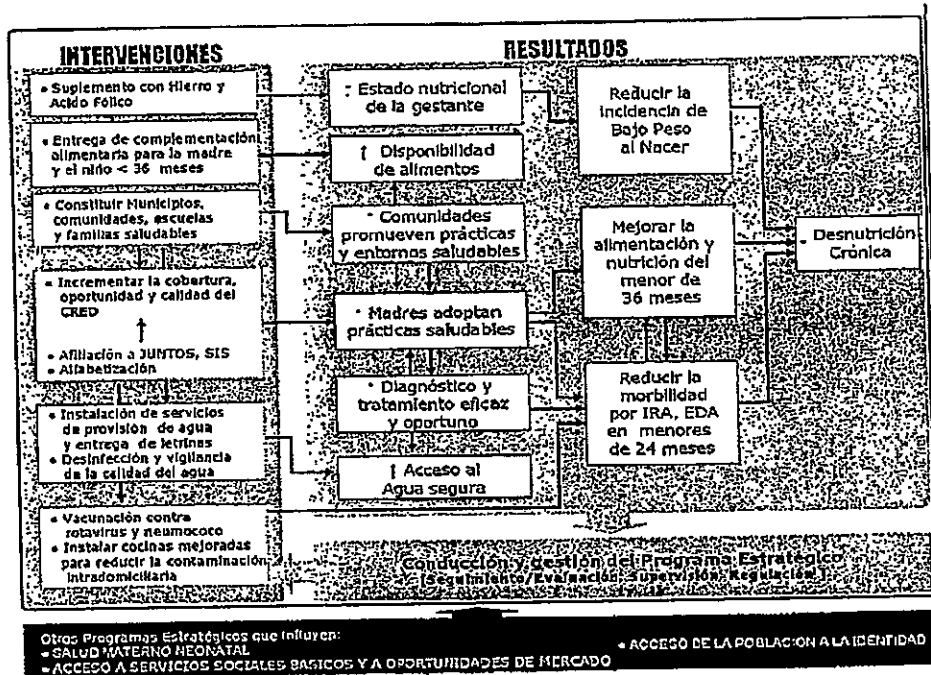 INTERVENCIONES
• Suplemento con Hierro y
Acido Fólico
• Entrega de complementación
alimentaria para la madre
y el niño < 36 meses
• Constituir Municipios,
comunidades, escuelas
y familias saludables
• Incrementar la cobertura,
oportunidad y calidad del
CRED
• Afiliación a JUNTOS, SIS
• Alfabetización
• Instalación de servicios
de provisión de agua
y entrega de letrinas
• Desinfección y vigilancia
de la calidad del agua
• Vacunación contra
rotavirus y neumococo
• Instalar cocinas mejoradas
para reducir la contaminación
intradomiciliaria
RESULTADOS
Estado nutricional
de la gestante
↑ Disponibilidad
de alimentos
Comunidades
promueven prácticas
y entornos saludables
Madres adoptan
prácticas saludables
Diagnóstico y
tratamiento eficaz
y oportuno
↑ Acceso al
Agua segura
Reducir la
incidencia de
Bajo Peso
al Nacer
Mejorar la
alimentación y
nutrición del
menor de
36 meses
Reducir la
morbilidad
por IRA, EDA
en menores
de 24 meses
Desnutrición
Crónica
Conducción y gestión del Programa Estratégico
[Seguimiento/Evaluación, Supervisión, Regulación]
Otros Programas Estratégicos que influyen:
• SALUD MATERNO NEONATAL
• ACCESO A SERVICIOS SOCIALES BASICOS Y A OPORTUNIDADES DE MERCADO
• ACCESO DE LA POBLACION A LA IDENTIDAD